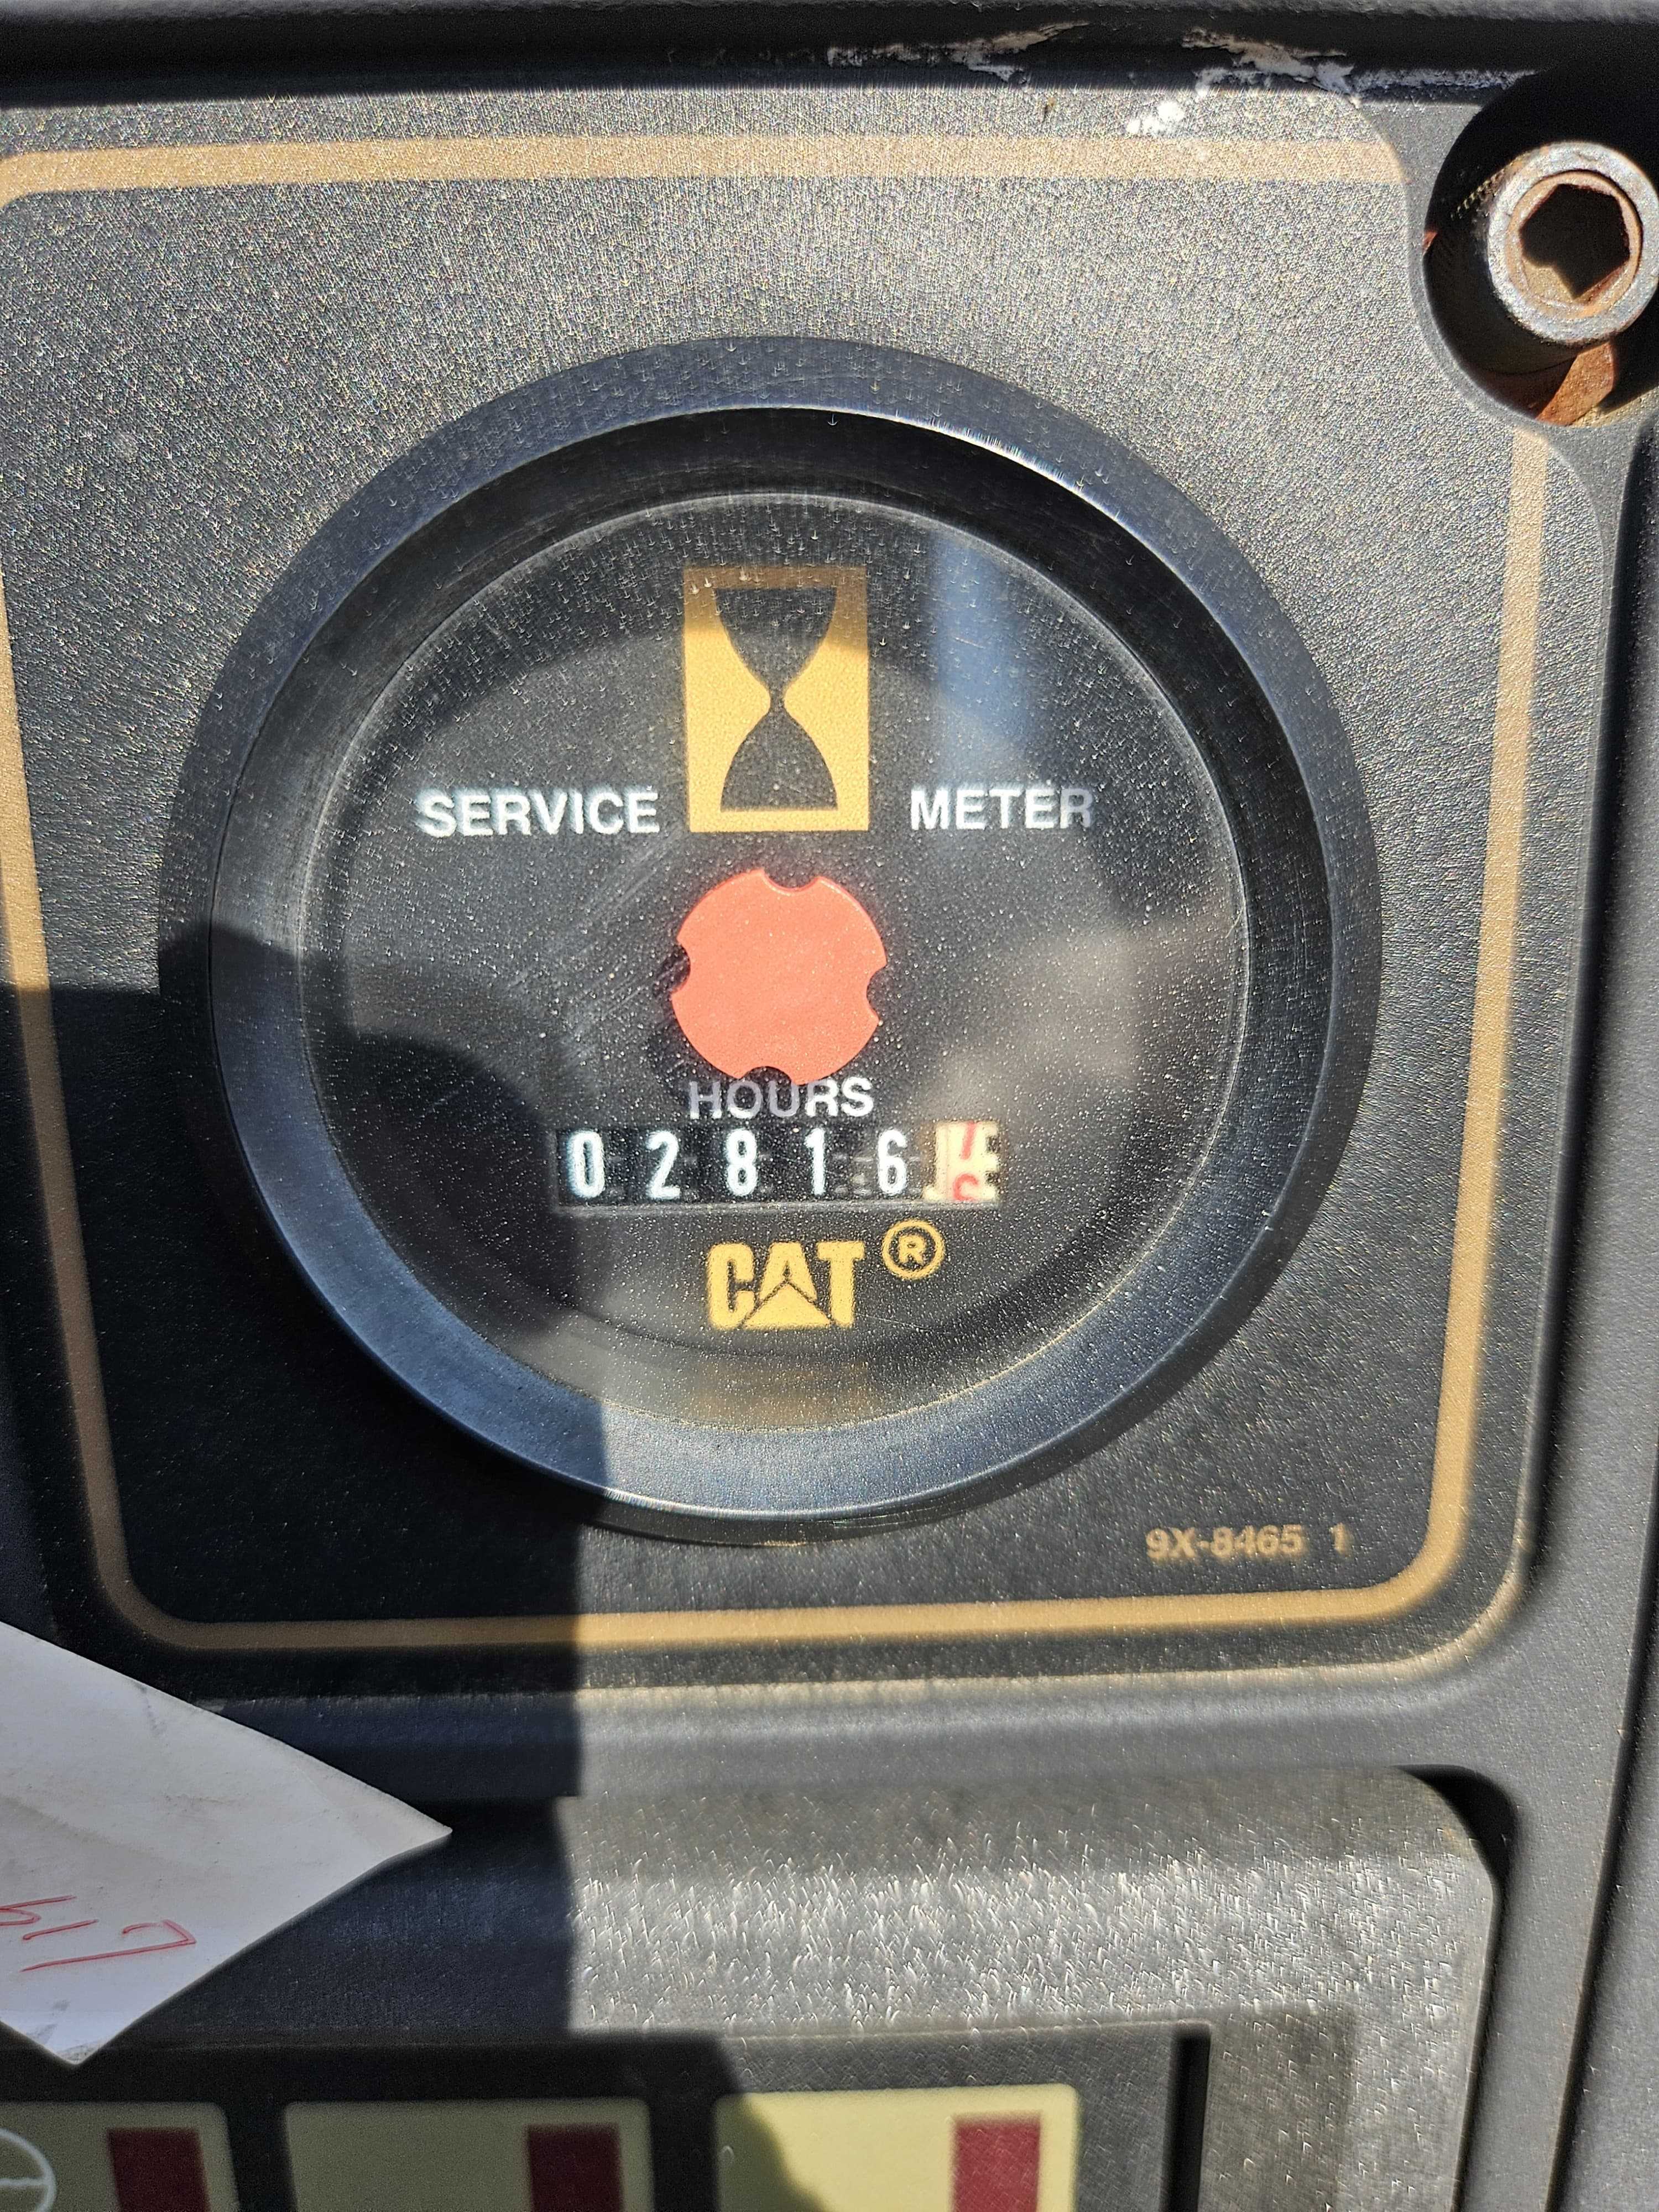 SERVICE METER
HOURS
02816
CAT®
9X-8465 1